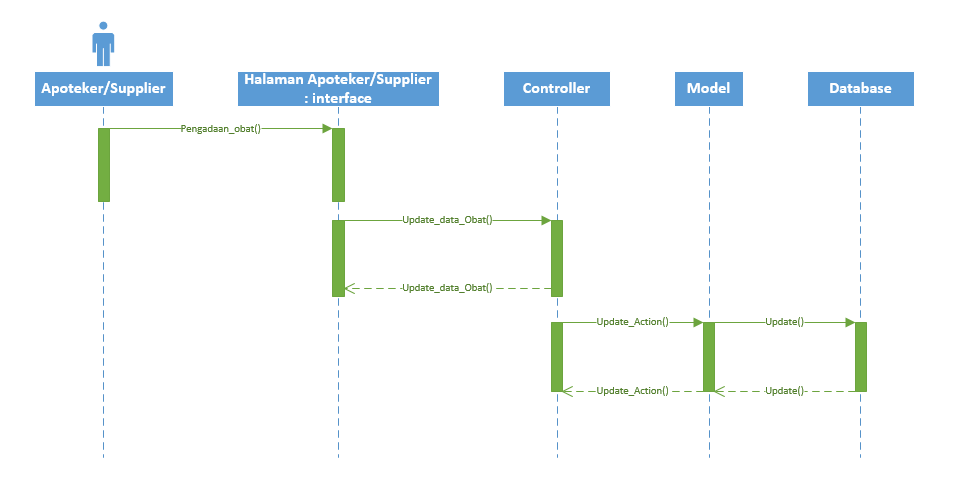 Apoteker/Supplier
Halaman Apoteker/Supplier
: interface
Controller
Model
Database
Pengadaan_obat()
Update_data_Obat()
Update_data_Obat()
Update_Action()
Update()
Update_Action()
Update()